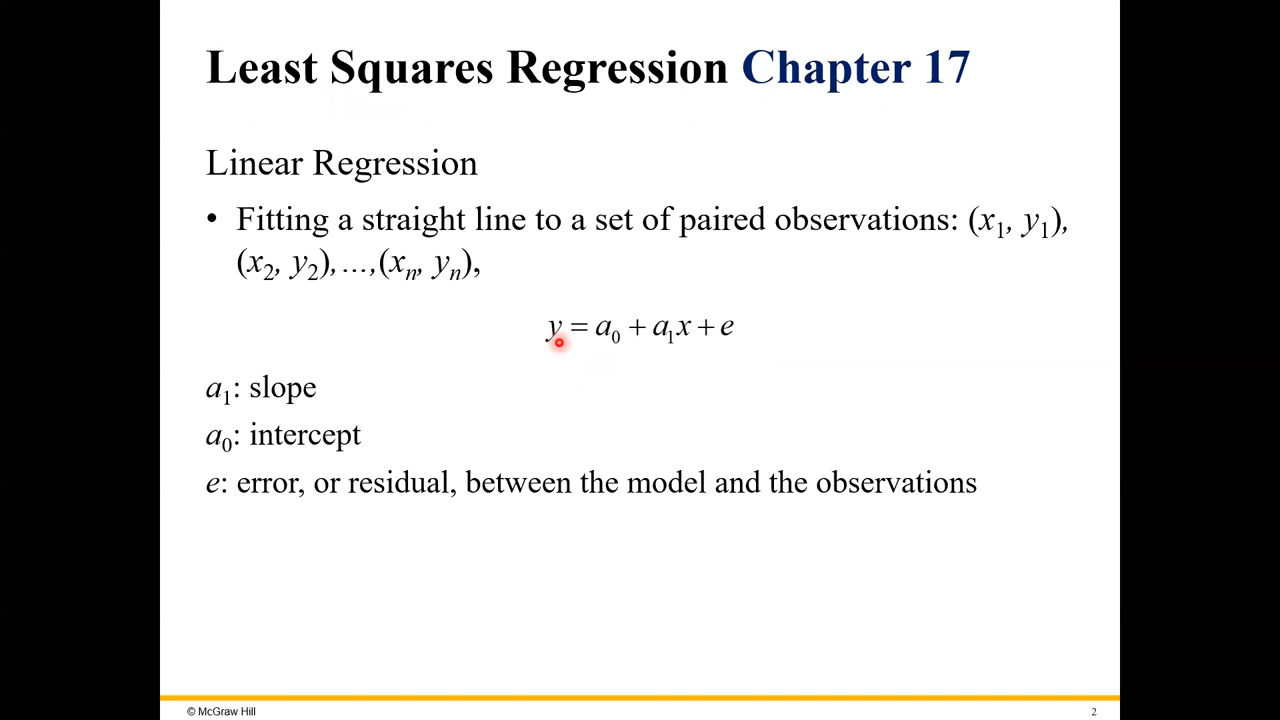 Least Squares Regression Chapter 17
Linear Regression
• Fitting a straight line to a set of paired observations: (x₁, y₁),
(x₂, y₂),…,(xₙ, yₙ),
y = a₀ + a₁x + e
a₁: slope
a₀: intercept
e: error, or residual, between the model and the observations
© McGraw Hill
2